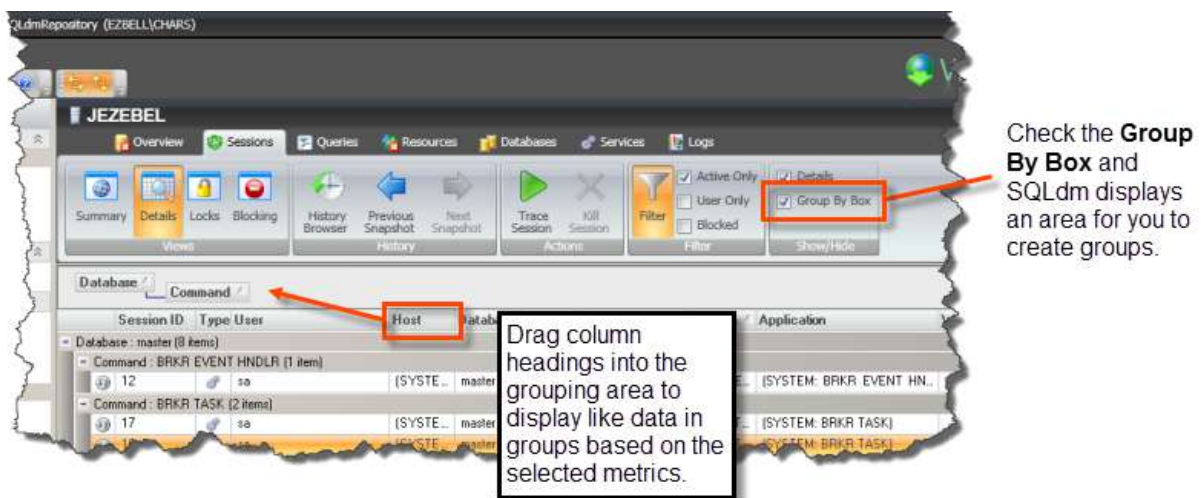 QLdmRepository (EZBELL\CHARS)
JEZEBEL
Overview Sessions Queries Resources Databases Services Logs
Summary Details Locks Blocking
History Browser
Previous Snapshot
Next Snapshot
Trace Session
Kill Session
Filter
Active Only
User Only
Blocked
Details
Group By Box
Views History Actions Filter Show/Hide
Check the Group
By Box and
SQLdm displays
an area for you to
create groups.
Database
Command
Session ID Type User Host Application
Database : master (8 items)
Command : BRKR EVENT HNDLR (1 item)
12 sa (SYSTE... master (SYSTEM: BRKR EVENT HN...
Command : BRKR TASK (2 items)
17 sa (SYSTE... master (SYSTEM: BRKR TASK)
sa (SYSTE... master (SYSTEM: BRKR TASK)
Drag column
headings into the
grouping area to
display like data in
groups based on the
selected metrics.